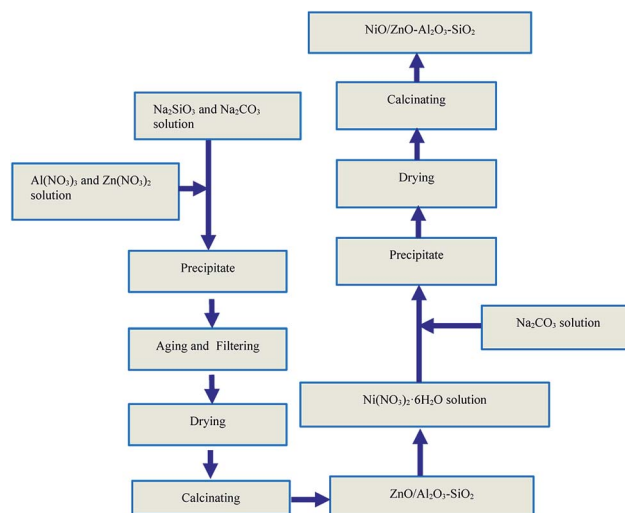 NiO/ZnO-Al₂O₃-SiO₂
Calcinating
Na₂SiO₃ and Na₂CO₃
solution
Al(NO₃)₃ and Zn(NO₃)₂
solution
Drying
Precipitate
Precipitate
Na₂CO₃ solution
Aging and Filtering
Ni(NO₃)₂·6H₂O solution
Drying
Calcinating
ZnO/Al₂O₃-SiO₂